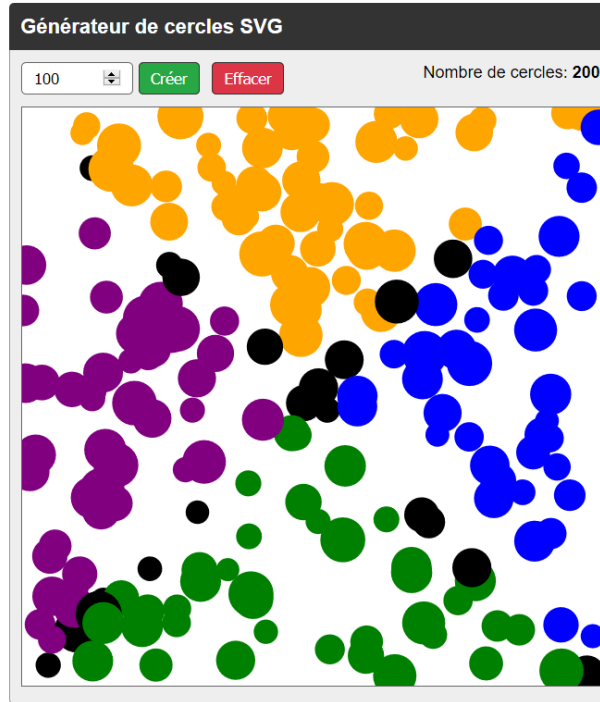 Générateur de cercles SVG
100 Créer Effacer Nombre de cercles: 200